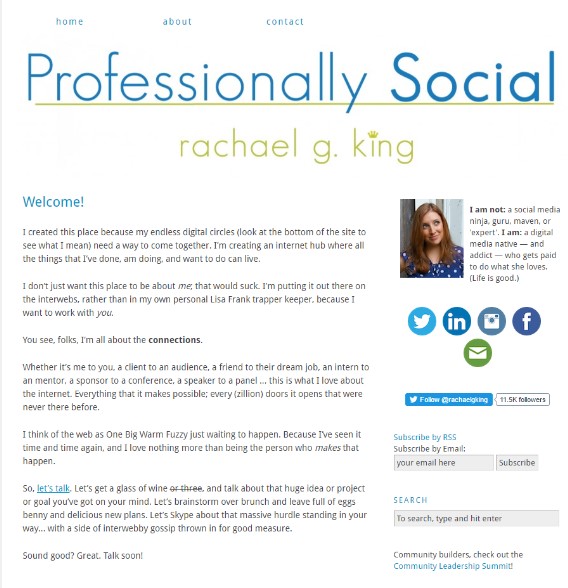 home about contact
Professionally Social
rachael g. king
Welcome!
I created this place because my endless digital circles (look at the bottom of the site to
see what I mean) need a way to come together. I'm creating an internet hub where all
the things that I've done, am doing, and want to do can live.
I don't just want this place to be about me; that would suck. I'm putting it out there on
the interwebs, rather than in my own personal Lisa Frank trapper keeper, because I
want to work with you.
You see, folks, I'm all about the connections.
Whether it's me to you, a client to an audience, a friend to their dream job, an intern to
an mentor, a sponsor to a conference, a speaker to a panel ... this is what I love about
the internet. Everything that it makes possible; every (zillion) doors it opens that were
never there before.
I think of the web as One Big Warm Fuzzy just waiting to happen. Because I've seen it
time and time again, and I love nothing more than being the person who makes that
happen.
So, let's talk. Let's get a glass of wine or three, and talk about that huge idea or project
or goal you've got on your mind. Let's brainstorm over brunch and leave full of eggs
benny and delicious new plans. Let's Skype about that massive hurdle standing in your
way... with a side of interwebby gossip thrown in for good measure.
Sound good? Great. Talk soon!
I am not: a social media
ninja, guru, maven, or
'expert'. I am: a digital
media native — and
addict — who gets paid
to do what she loves.
(Life is good.)
Follow @rachaelgking 11.5K followers
Subscribe by RSS
Subscribe by Email:
your email here Subscribe
SEARCH
To search, type and hit enter
Community builders, check out the
Community Leadership Summit!